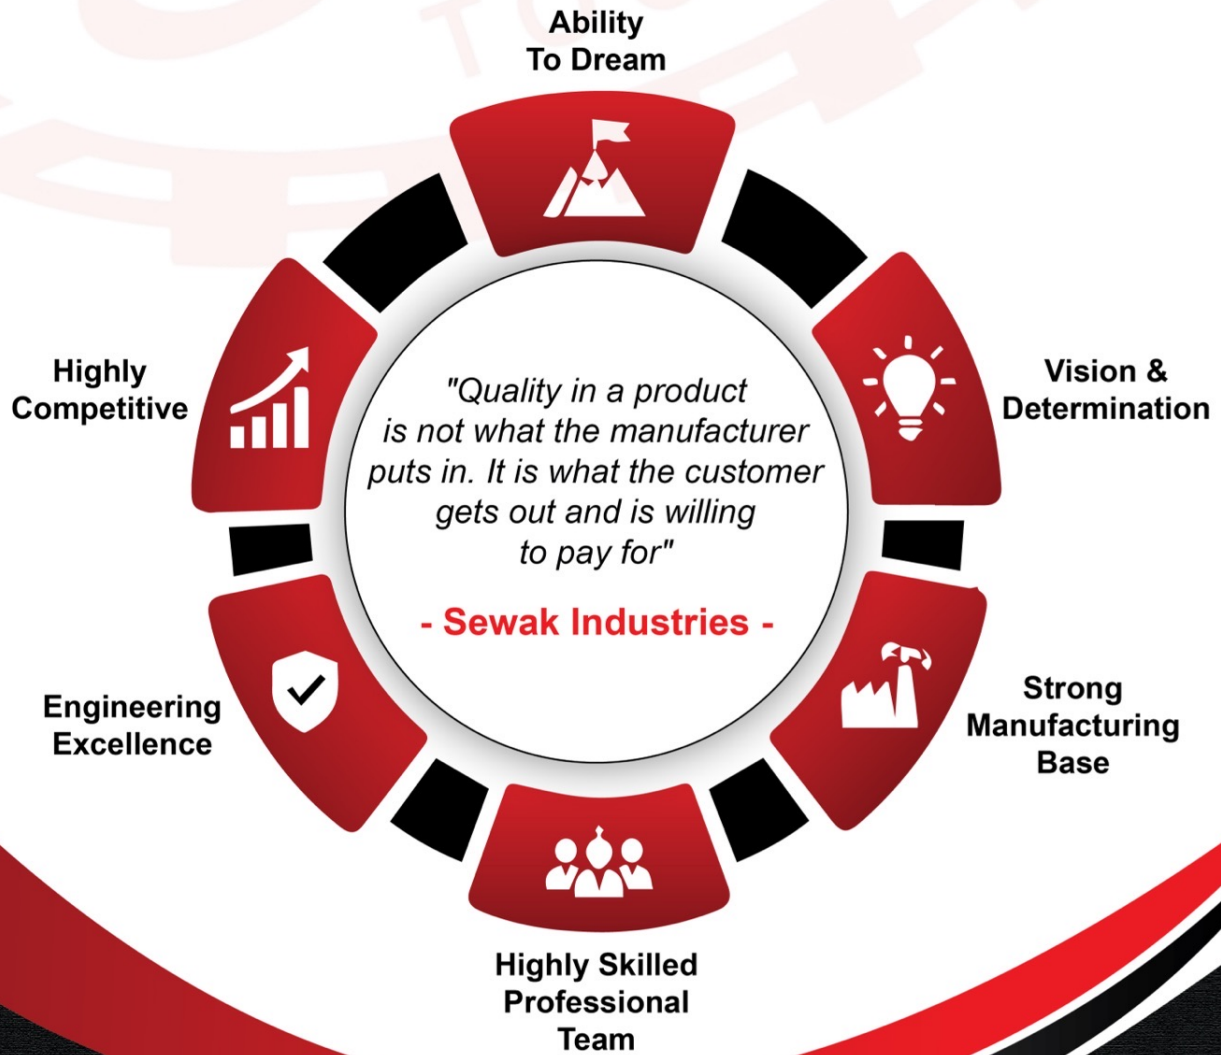 Ability
To Dream
Highly
Competitive
Vision &
Determination
"Quality in a product
is not what the manufacturer
puts in. It is what the customer
gets out and is willing
to pay for"
- Sewak Industries -
Engineering
Excellence
Strong
Manufacturing
Base
Highly Skilled
Professional
Team